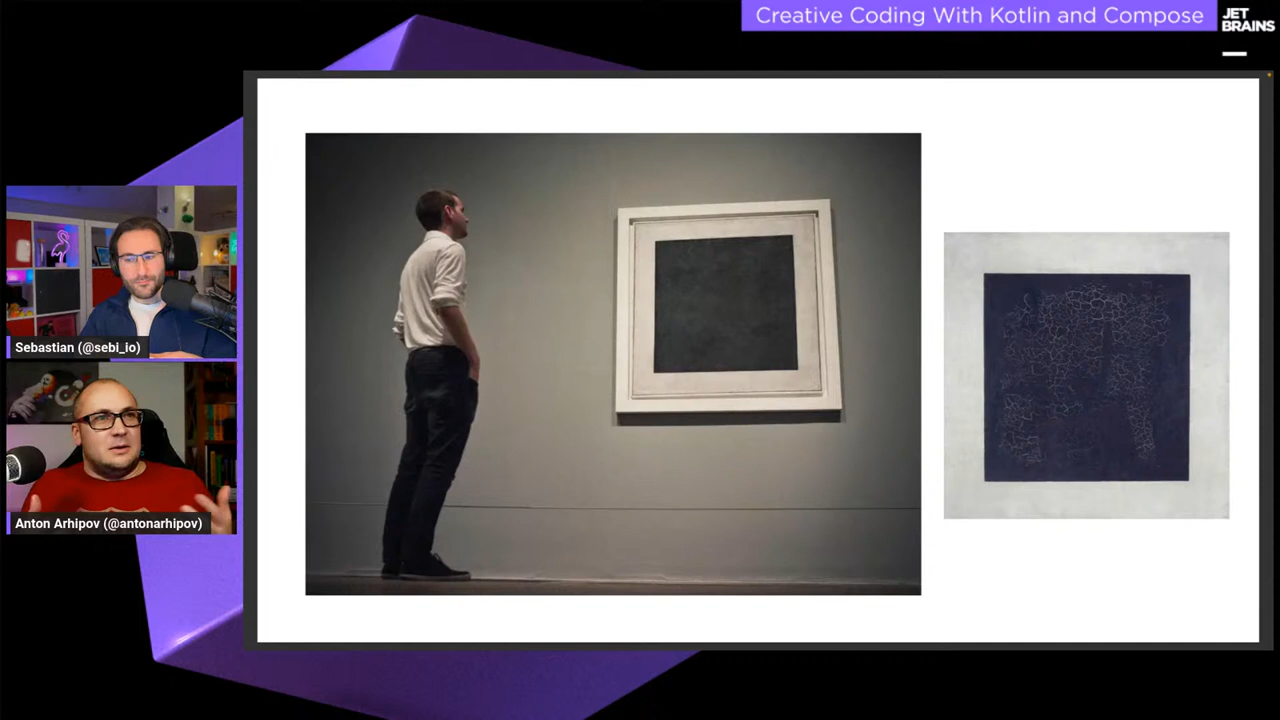 Creative Coding With Kotlin and Compose
JET
BRAINS
Sebastian (@sebi_io)
Anton Arhipov (@antonarhipov)